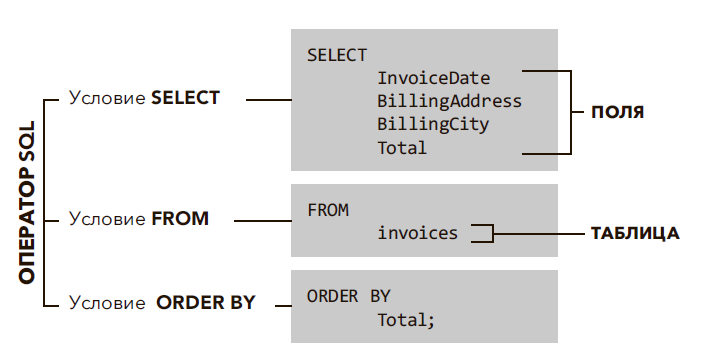 ОПЕРАТОР SQL
Условие SELECT
SELECT
InvoiceDate
BillingAddress
BillingCity
Total
ПОЛЯ
Условие FROM
FROM
invoices
ТАБЛИЦА
Условие ORDER BY
ORDER BY
Total;